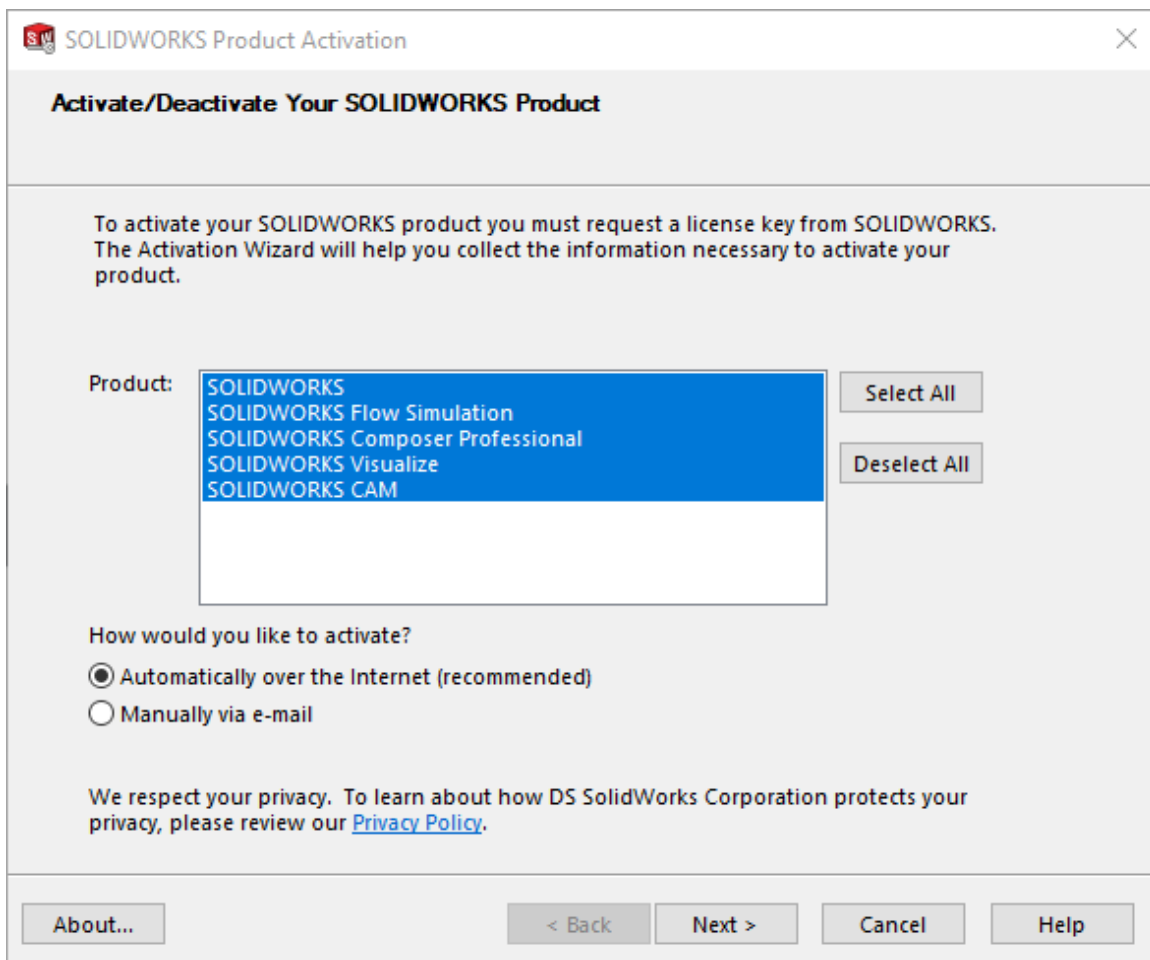 SOLIDWORKS Product Activation
Activate/Deactivate Your SOLIDWORKS Product
To activate your SOLIDWORKS product you must request a license key from SOLIDWORKS.
The Activation Wizard will help you collect the information necessary to activate your
product.
Product:
SOLIDWORKS
SOLIDWORKS Flow Simulation
SOLIDWORKS Composer Professional
SOLIDWORKS Visualize
SOLIDWORKS CAM
Select All
Deselect All
How would you like to activate?
Automatically over the Internet (recommended)
Manually via e-mail
We respect your privacy.  To learn about how DS SolidWorks Corporation protects your
privacy, please review our Privacy Policy.
About...
< Back
Next >
Cancel
Help